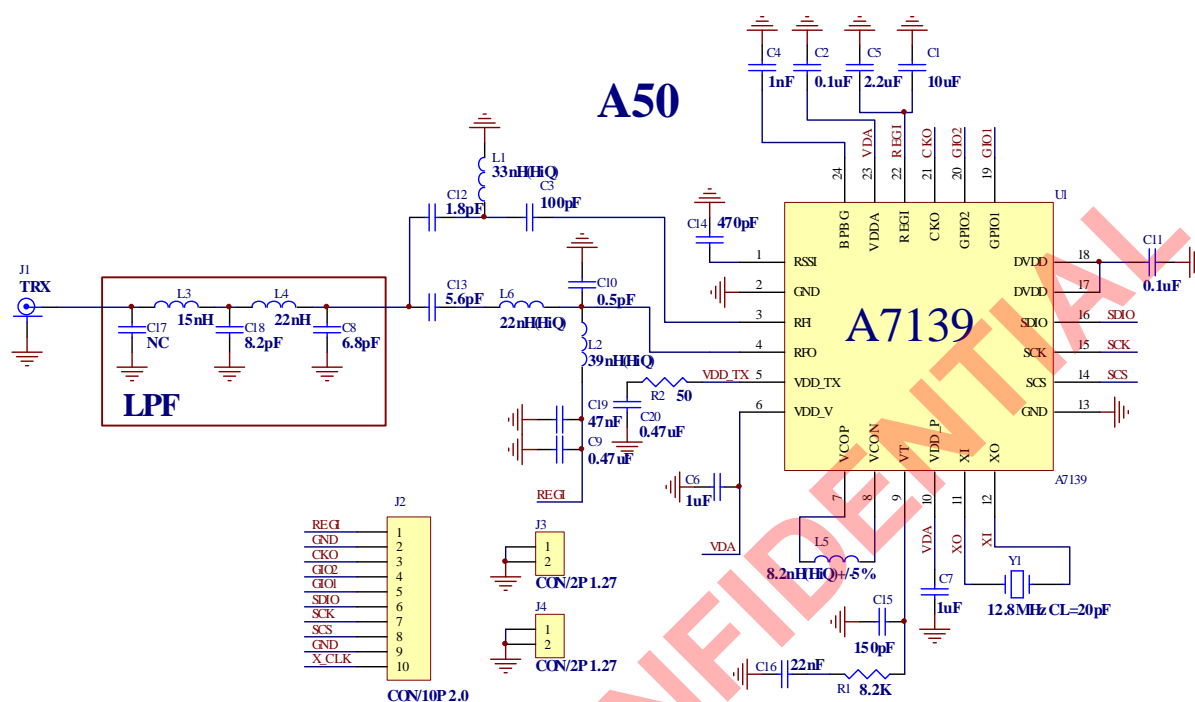 A50
C4
1nF
C2
0.1uF
C5
2.2uF
C1
10uF
VDA
REGI
CKO
GIO2
GIO1
24
23
22
21
20
19
L1
33nH(HiQ)
C3
100pF
C12
1.8pF
C14
470pF
U1
BPBG
VDDA
REGI
CKO
GPIO2
GPIO1
J1
TRX
L3
15nH
L4
22nH
C17
NC
C18
8.2pF
C8
6.8pF
LPF
C13
5.6pF
L6
22nH(HiQ)
C10
0.5pF
L2
39nH(HiQ)
VDD_TX
R2
50
C19
47nF
C20
0.47uF
C9
0.47uF
REGI
1
RSSI
2
GND
3
RFI
4
RFO
5
VDD_TX
6
VDD_V
A7139
DVDD
18
DVDD
17
SDIO
16
SDIO
SCK
15
SCK
SCS
14
SCS
GND
13
C11
0.1uF
VCOP
VCON
VT
VDD_P
XI
XO
A7139
7
8
9
10
11
12
C6
1uF
VDA
L5
8.2nH(HiQ)+/-5%
VDA
XO
XI
C7
1uF
Y1
12.8MHz CL=20pF
C15
150pF
C16
22nF
R1
8.2K
J2
REGI
1
GND
2
CKO
3
GIO2
4
GIO1
5
SDIO
6
SCK
7
SCS
8
GND
9
X_CLK
10
CON/10P 2.0
J3
1
2
CON/2P 1.27
J4
1
2
CON/2P 1.27
NFIDENTIAL